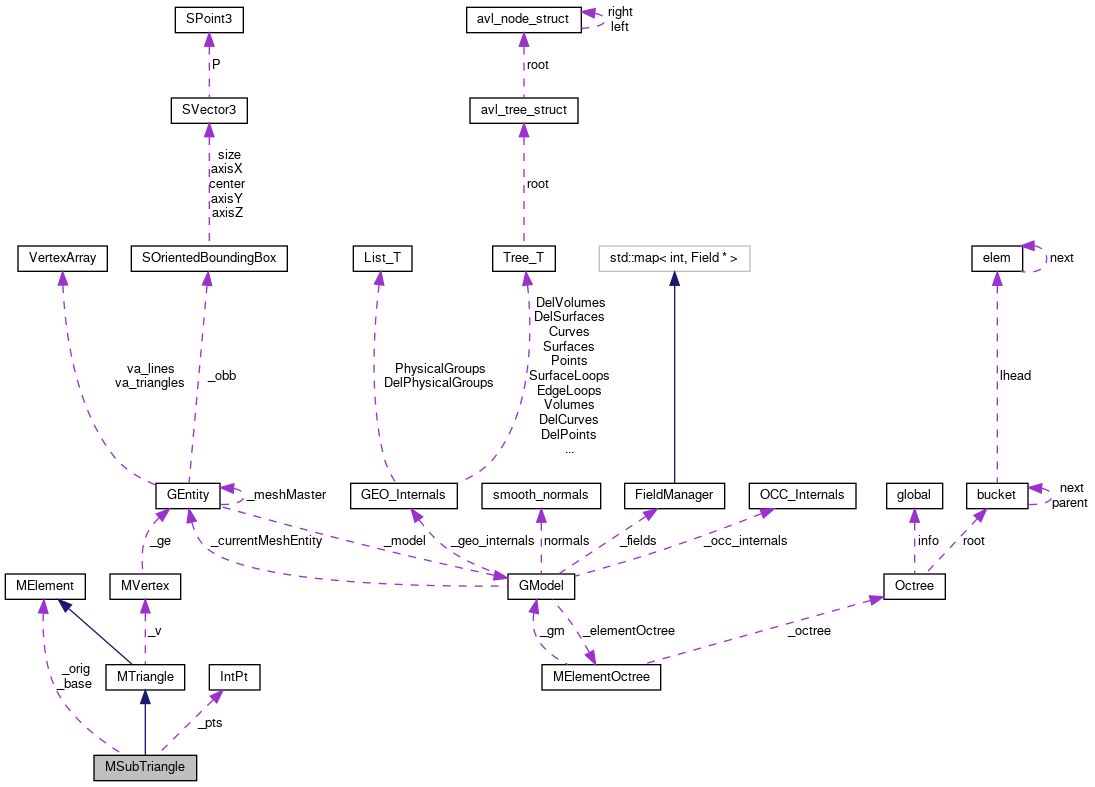 SPoint3
avl_node_struct
right
left
P
root
SVector3
avl_tree_struct
size
axisX
center
axisY
axisZ
root
VertexArray
SOrientedBoundingBox
List_T
Tree_T
std::map< int, Field * >
elem
next
va_lines
va_triangles
_obb
PhysicalGroups
DelPhysicalGroups
DelVolumes
DelSurfaces
Curves
Surfaces
Points
SurfaceLoops
EdgeLoops
Volumes
DelCurves
DelPoints
...
lhead
GEntity
_meshMaster
GEO_Internals
smooth_normals
FieldManager
OCC_Internals
global
bucket
next
parent
_ge
_currentMeshEntity
_model
_geo_internals
normals
_fields
_occ_internals
info
root
MElement
MVertex
GModel
Octree
_v
_gm
_elementOctree
_octree
_orig
_base
MTriangle
IntPt
MElementOctree
_pts
MSubTriangle